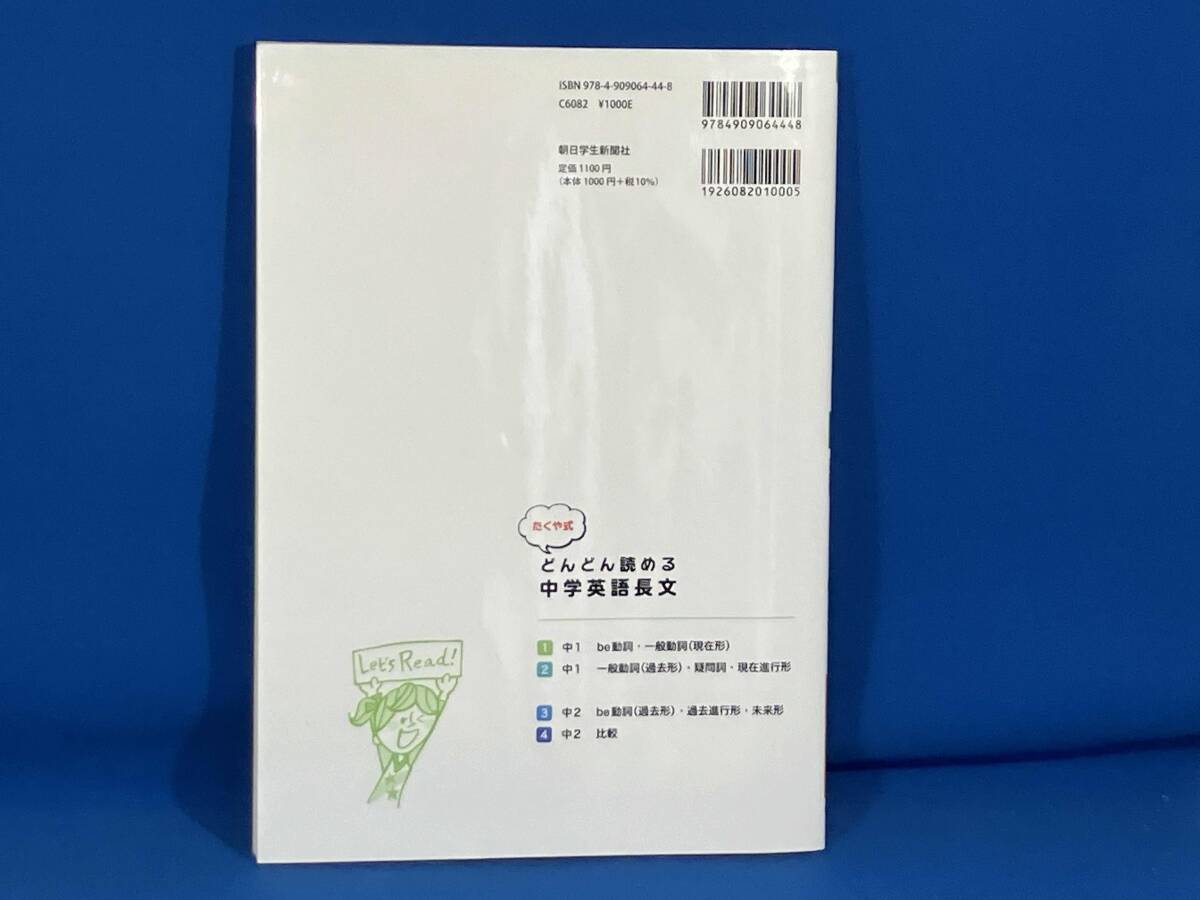 ISBN 978-4-909064-44-8
C6082 ¥1000E
9784909064448
朝日学生新聞社
定価1100円
(本体1000円+税10%)
1926082010005
たくや式
どんどん読める
中学英語長文
1 中1 be動詞・一般動詞(現在形)
2 中1 一般動詞(過去形)・疑問詞・現在進行形
3 中2 be動詞(過去形)・過去進行形・未来形
4 中2 比較
Let's Read!